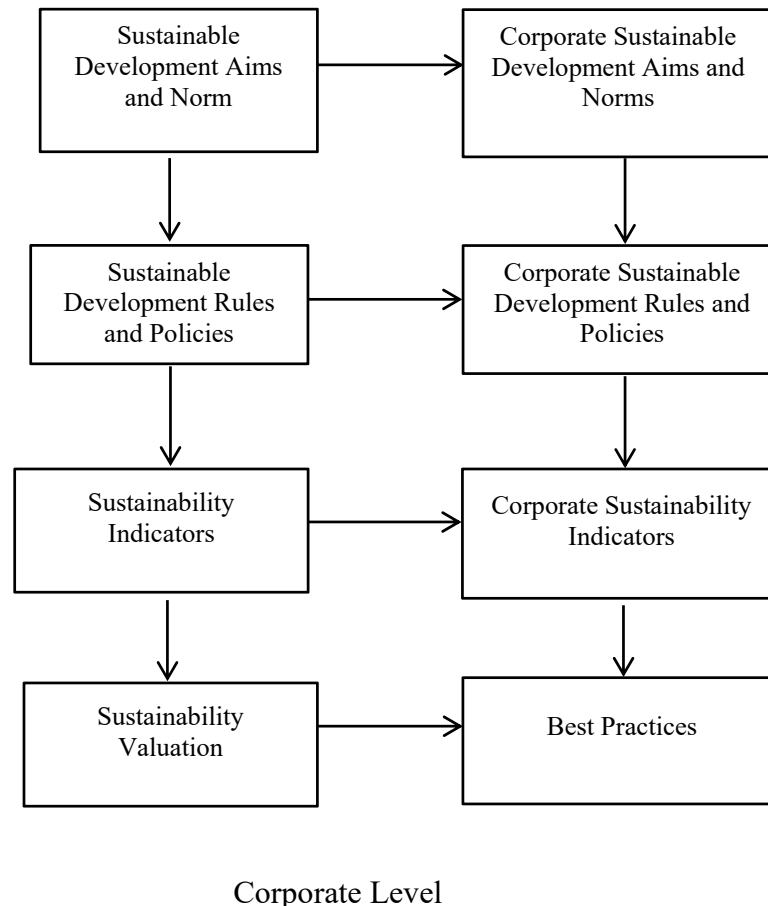 Sustainable
Development Aims
and Norm
Corporate Sustainable
Development Aims and
Norms
Sustainable
Development Rules
and Policies
Corporate Sustainable
Development Rules and
Policies
Sustainability
Indicators
Corporate Sustainability
Indicators
Sustainability
Valuation
Best Practices
Corporate Level